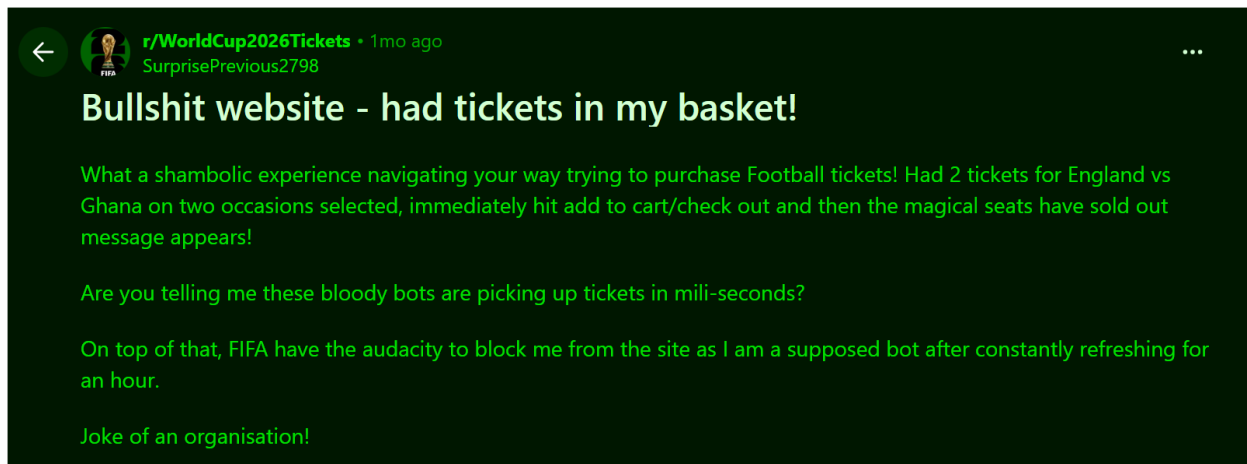 r/WorldCup2026Tickets • 1mo ago
SurprisePrevious2798
FIFA
Bullshit website - had tickets in my basket!
What a shambolic experience navigating your way trying to purchase Football tickets! Had 2 tickets for England vs
Ghana on two occasions selected, immediately hit add to cart/check out and then the magical seats have sold out
message appears!
Are you telling me these bloody bots are picking up tickets in mili-seconds?
On top of that, FIFA have the audacity to block me from the site as I am a supposed bot after constantly refreshing for
an hour.
Joke of an organisation!